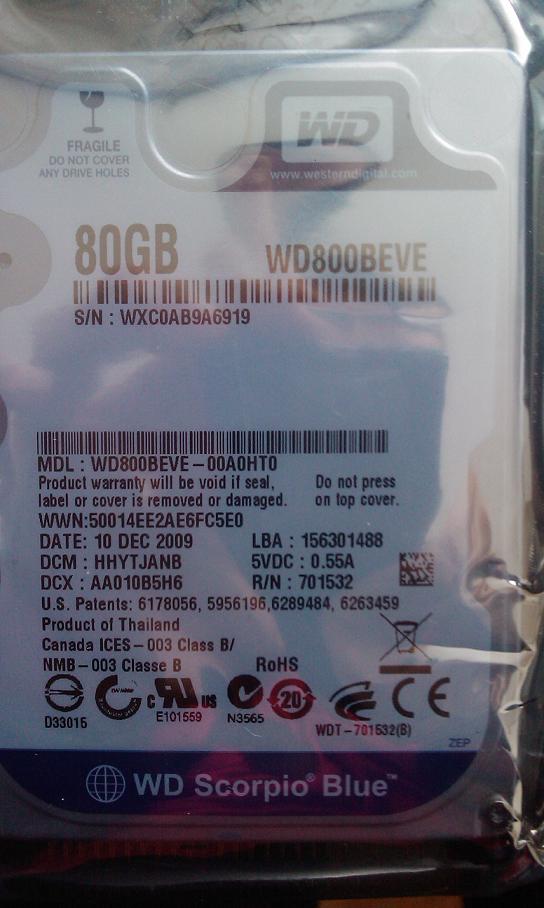 FRAGILE
DO NOT COVER
ANY DRIVE HOLES
WD
www.westerndigital.com
80GB WD800BEVE
S/N : WXC0AB9A6919
MDL : WD800BEVE-00A0HT0
Product warranty will be void if seal, Do not press
label or cover is removed or damaged. on top cover.
WWN:50014EE2AE6FC5E0
DATE: 10 DEC 2009 LBA : 156301488
DCM : HHYTJANB 5VDC : 0.55A
DCX : AA010B5H6 R/N : 701532
U.S. Patents: 6178056, 5956196,6289484, 6263459
Product of Thailand
Canada ICES-003 Class B/
NMB-003 Classe B RoHS
c RU US 20 CE
D33015 E101559 N3565 WDT-701532(B)
ZEP
WD Scorpio® Blue™